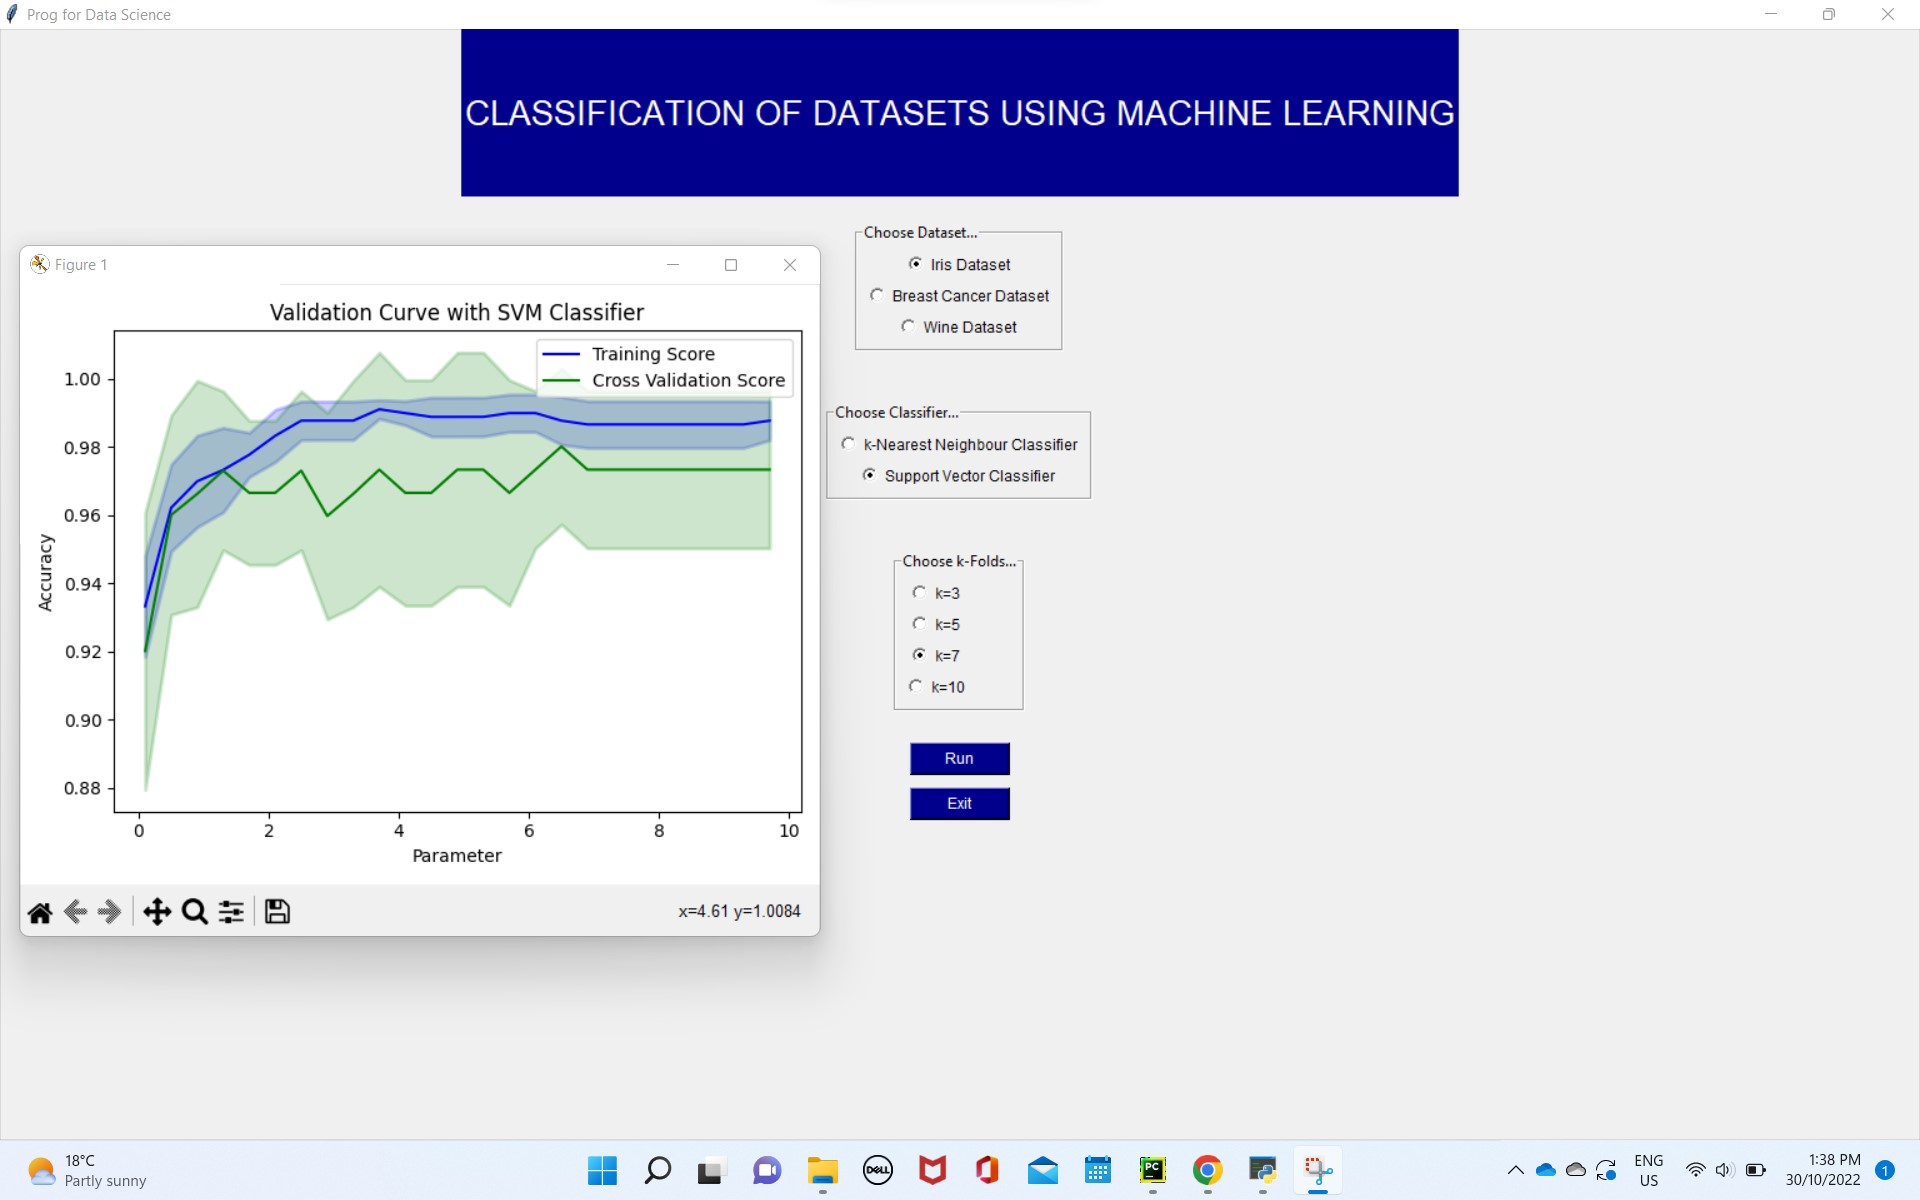 Prog for Data Science
CLASSIFICATION OF DATASETS USING MACHINE LEARNING
Choose Dataset...
Iris Dataset
Breast Cancer Dataset
Wine Dataset
Choose Classifier...
k-Nearest Neighbour Classifier
Support Vector Classifier
Choose k-Folds...
k=3
k=5
k=7
k=10
Run
Exit
Figure 1
Validation Curve with SVM Classifier
Training Score
Cross Validation Score
1.00
0.98
0.96
0.94
0.92
0.90
0.88
Accuracy
0 2 4 6 8 10
Parameter
x=4.61 y=1.0084
18°C
Partly sunny
DELL
PC
ENG
US
1:38 PM
30/10/2022
1